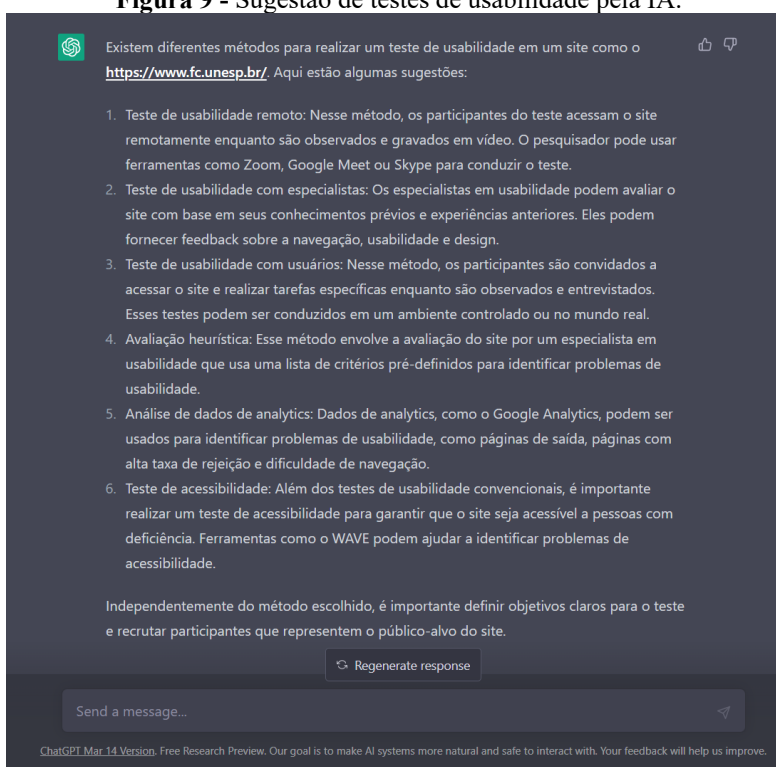 Figura 9 - Sugestão de testes de usabilidade pela IA.
Existem diferentes métodos para realizar um teste de usabilidade em um site como o
https://www.fc.unesp.br/. Aqui estão algumas sugestões:
1. Teste de usabilidade remoto: Nesse método, os participantes do teste acessam o site
remotamente enquanto são observados e gravados em vídeo. O pesquisador pode usar
ferramentas como Zoom, Google Meet ou Skype para conduzir o teste.
2. Teste de usabilidade com especialistas: Os especialistas em usabilidade podem avaliar o
site com base em seus conhecimentos prévios e experiências anteriores. Eles podem
fornecer feedback sobre a navegação, usabilidade e design.
3. Teste de usabilidade com usuários: Nesse método, os participantes são convidados a
acessar o site e realizar tarefas específicas enquanto são observados e entrevistados.
Esses testes podem ser conduzidos em um ambiente controlado ou no mundo real.
4. Avaliação heurística: Esse método envolve a avaliação do site por um especialista em
usabilidade que usa uma lista de critérios pré-definidos para identificar problemas de
usabilidade.
5. Análise de dados de analytics: Dados de analytics, como o Google Analytics, podem ser
usados para identificar problemas de usabilidade, como páginas de saída, páginas com
alta taxa de rejeição e dificuldade de navegação.
6. Teste de acessibilidade: Além dos testes de usabilidade convencionais, é importante
realizar um teste de acessibilidade para garantir que o site seja acessível a pessoas com
deficiência. Ferramentas como o WAVE podem ajudar a identificar problemas de
acessibilidade.
Independentemente do método escolhido, é importante definir objetivos claros para o teste
e recrutar participantes que representem o público-alvo do site.
Regenerate response
Send a message...
ChatGPT Mar 14 Version. Free Research Preview. Our goal is to make AI systems more natural and safe to interact with. Your feedback will help us improve.